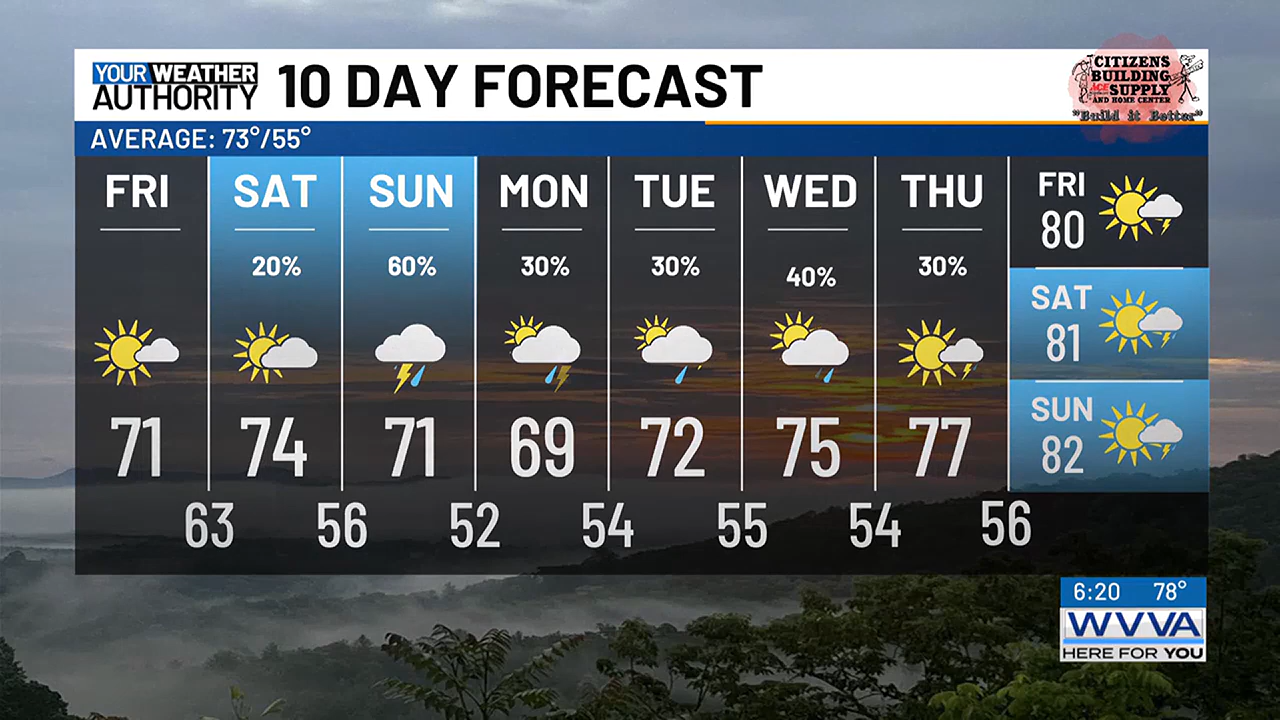 YOUR WEATHER
AUTHORITY
10 DAY FORECAST
CITIZENS
BUILDING
ACE SUPPLY
AND HOME CENTER
"Build it Better"
AVERAGE: 73°/55°
FRI SAT SUN MON TUE WED THU
20% 60% 30% 30% 40% 30%
71 74 71 69 72 75 77
63 56 52 54 55 54 56
FRI
80
SAT
81
SUN
82
6:20 78°
WVVA
HERE FOR YOU